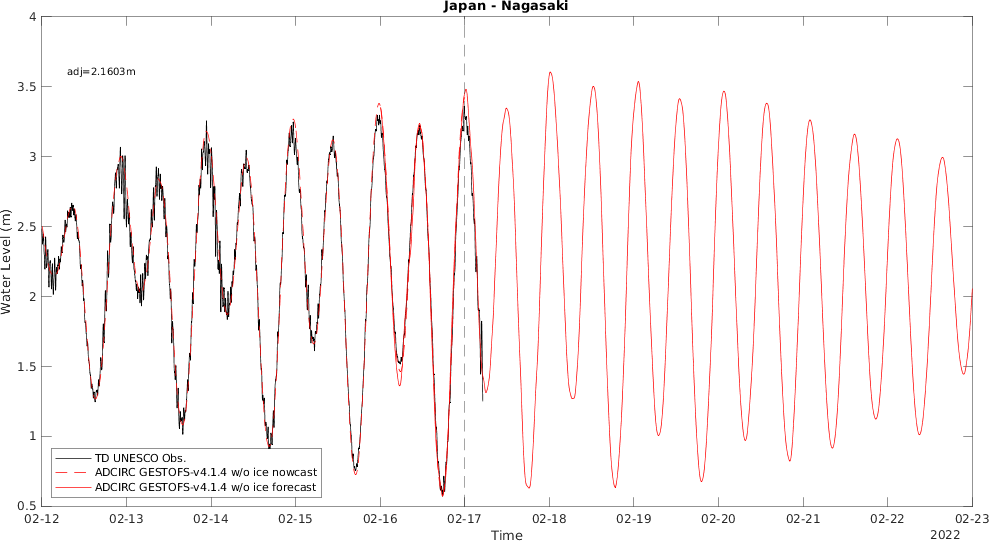 Japan - Nagasaki
4
3.5
3
2.5
2
1.5
1
0.5
Water Level (m)
adj=2.1603m
TD UNESCO Obs.
ADCIRC GESTOFS-v4.1.4 w/o ice nowcast
ADCIRC GESTOFS-v4.1.4 w/o ice forecast
02-12 02-13 02-14 02-15 02-16 02-17 02-18 02-19 02-20 02-21 02-22 02-23
Time
2022